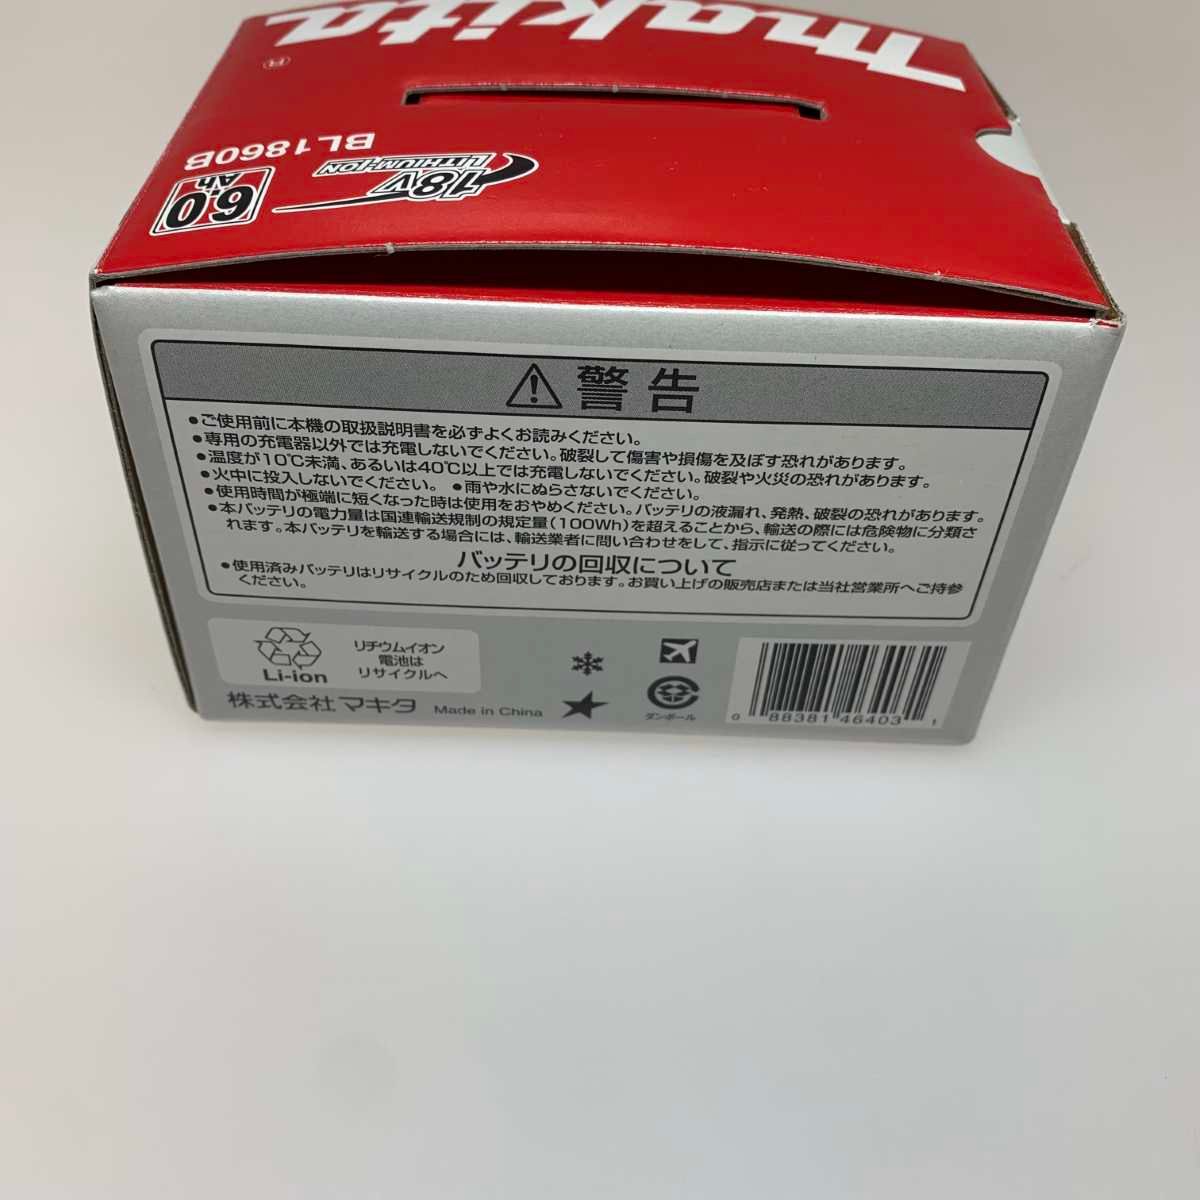 makita
®
BL1860B
18V
LITHIUM-ION
6.0
Ah
警告
●ご使用前に本機の取扱説明書を必ずよくお読みください。
●専用の充電器以外では充電しないでください。破裂して傷害や損傷を及ぼす恐れがあります。
●温度が10℃未満、あるいは40℃以上では充電しないでください。破裂や火災の恐れがあります。
●火中に投入しないでください。 ●雨や水にぬらさないでください。
●使用時間が極端に短くなった時は使用をおやめください。バッテリの液漏れ、発熱、破裂の恐れがあります。
●本バッテリの電力量は国連輸送規制の規定量(100Wh)を超えることから、輸送の際には危険物に分類さ
れます。本バッテリを輸送する場合には、輸送業者に問い合わせをして、指示に従ってください。
バッテリの回収について
●使用済みバッテリはリサイクルのため回収しております。お買い上げの販売店または当社営業所へご持参
ください。
Li-ion
リチウムイオン
電池は
リサイクルへ
株式会社マキタ Made in China
ダンボール
0 88381 46403 1